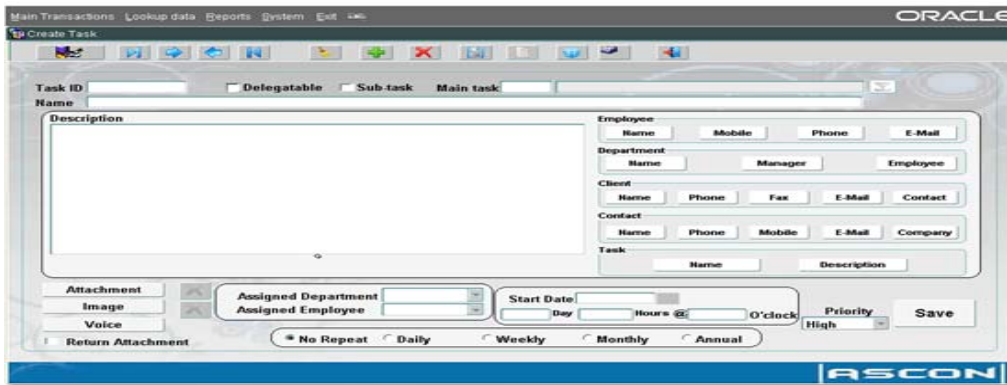 Main Transactions Lookup data Reports System Exit
ORACLE
Create Task
Task ID Delegatable Sub-task Main task
Name
Description
Employee
Name Mobile Phone E-Mail
Department
Name Manager Employee
Client
Name Phone Fax E-Mail Contact
Contact
Name Phone Mobile E-Mail Company
Task
Name Description
Attachment
Image
Voice
Return Attachment
Assigned Department
Assigned Employee
Start Date
Day Hours @ O'clock
Priority
High
Save
No Repeat Daily Weekly Monthly Annual
ASCON